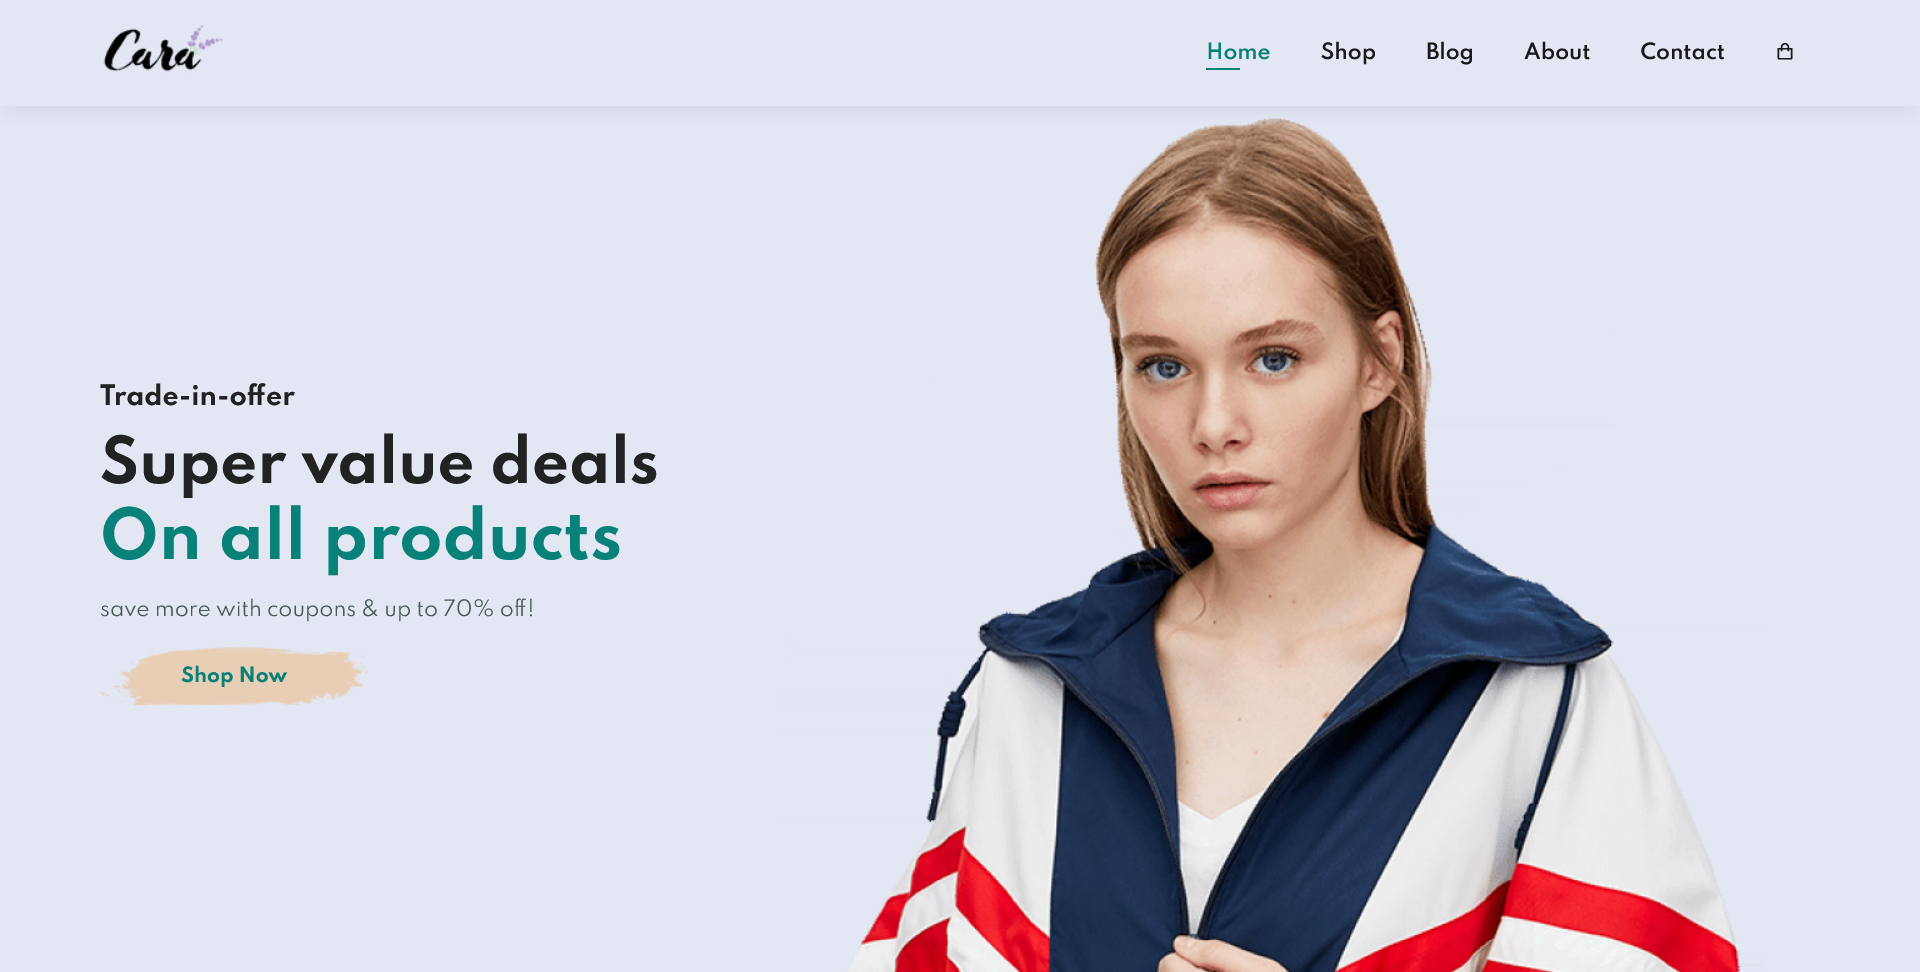 Cara
Home Shop Blog About Contact
Trade-in-offer
Super value deals
On all products
save more with coupons & up to 70% off!
Shop Now